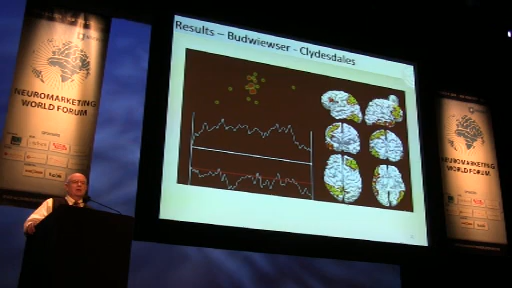 Results – Budwiewser - Clydesdales
NEUROMARKETING
WORLD FORUM
NEUROMARKETING
WORLD FORUM